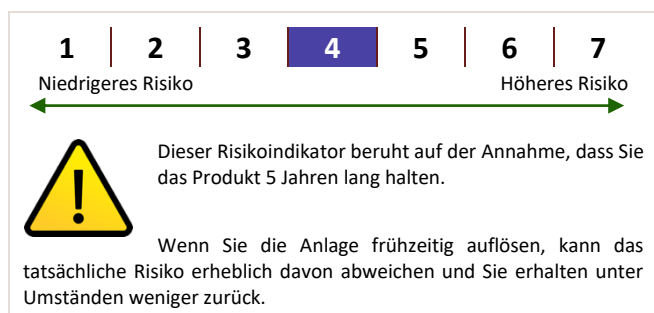 1 2 3 4 5 6 7
Niedrigeres Risiko Höheres Risiko
Dieser Risikoindikator beruht auf der Annahme, dass Sie
das Produkt 5 Jahren lang halten.
Wenn Sie die Anlage frühzeitig auflösen, kann das
tatsächliche Risiko erheblich davon abweichen und Sie erhalten unter
Umständen weniger zurück.